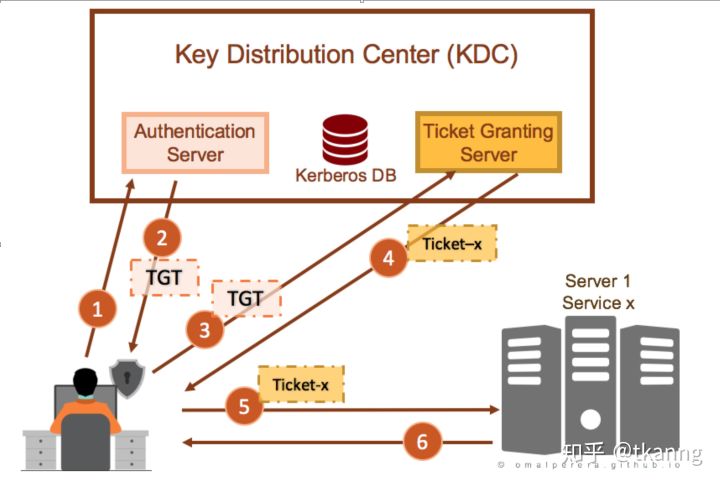 Key Distribution Center (KDC)
Authentication
Server
Ticket Granting
Server
Kerberos DB
2
TGT
4
Ticket–x
1
3
TGT
Server 1
Service x
5
Ticket-x
6
知乎 @tkanng
© omalperera.github.io